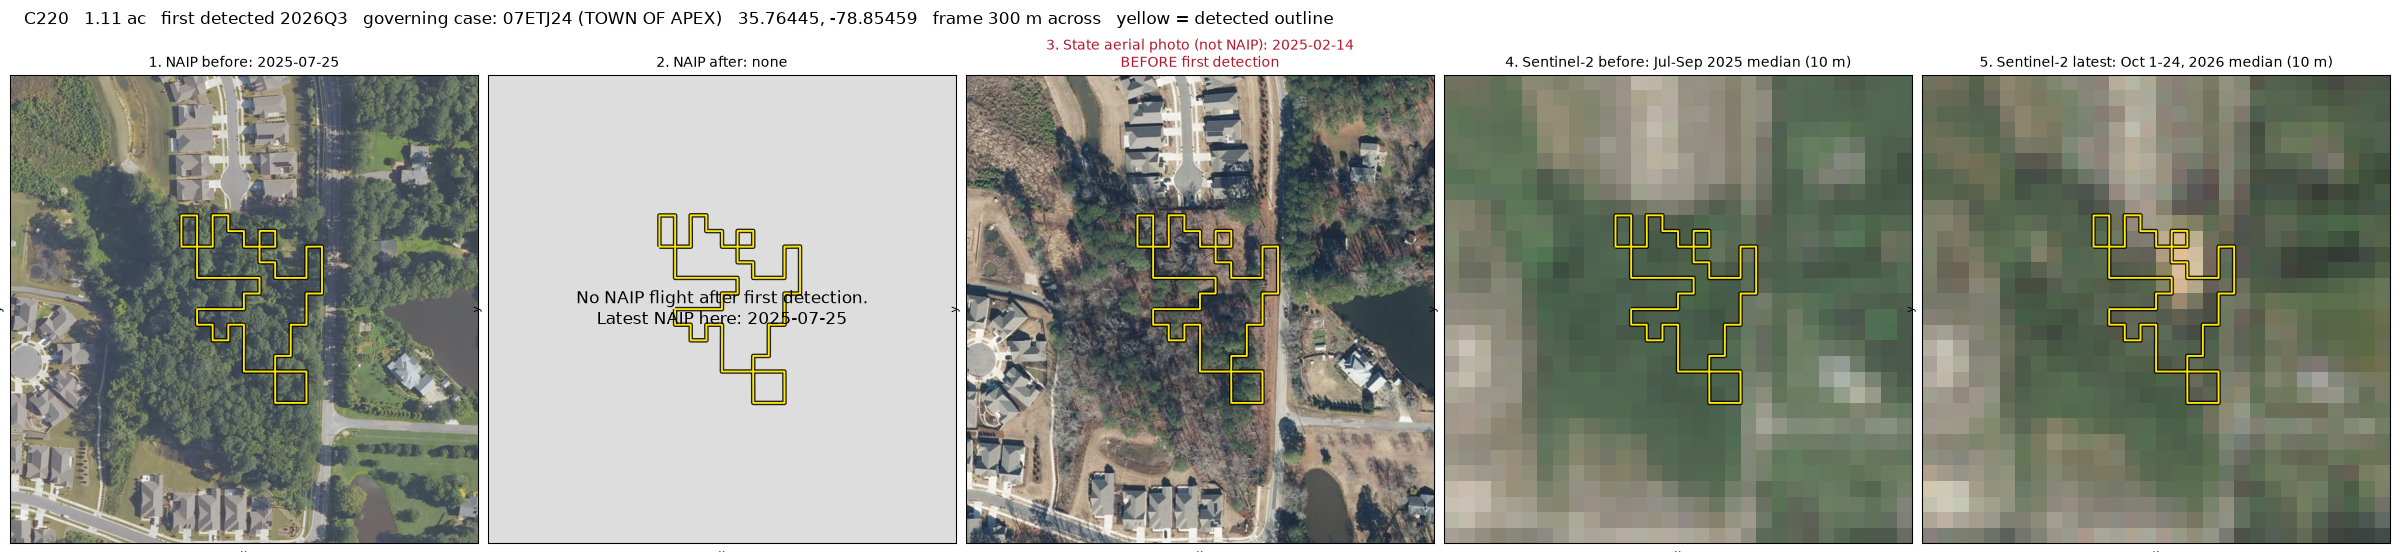 C220   1.11 ac   first detected 2026Q3   governing case: 07ETJ24 (TOWN OF APEX)   35.76445, -78.85459   frame 300 m across   yellow = detected outline
1. NAIP before: 2025-07-25
2. NAIP after: none
3. State aerial photo (not NAIP): 2025-02-14
BEFORE first detection
4. Sentinel-2 before: Jul-Sep 2025 median (10 m)
5. Sentinel-2 latest: Oct 1-24, 2026 median (10 m)
No NAIP flight after first detection.
Latest NAIP here: 2025-07-25